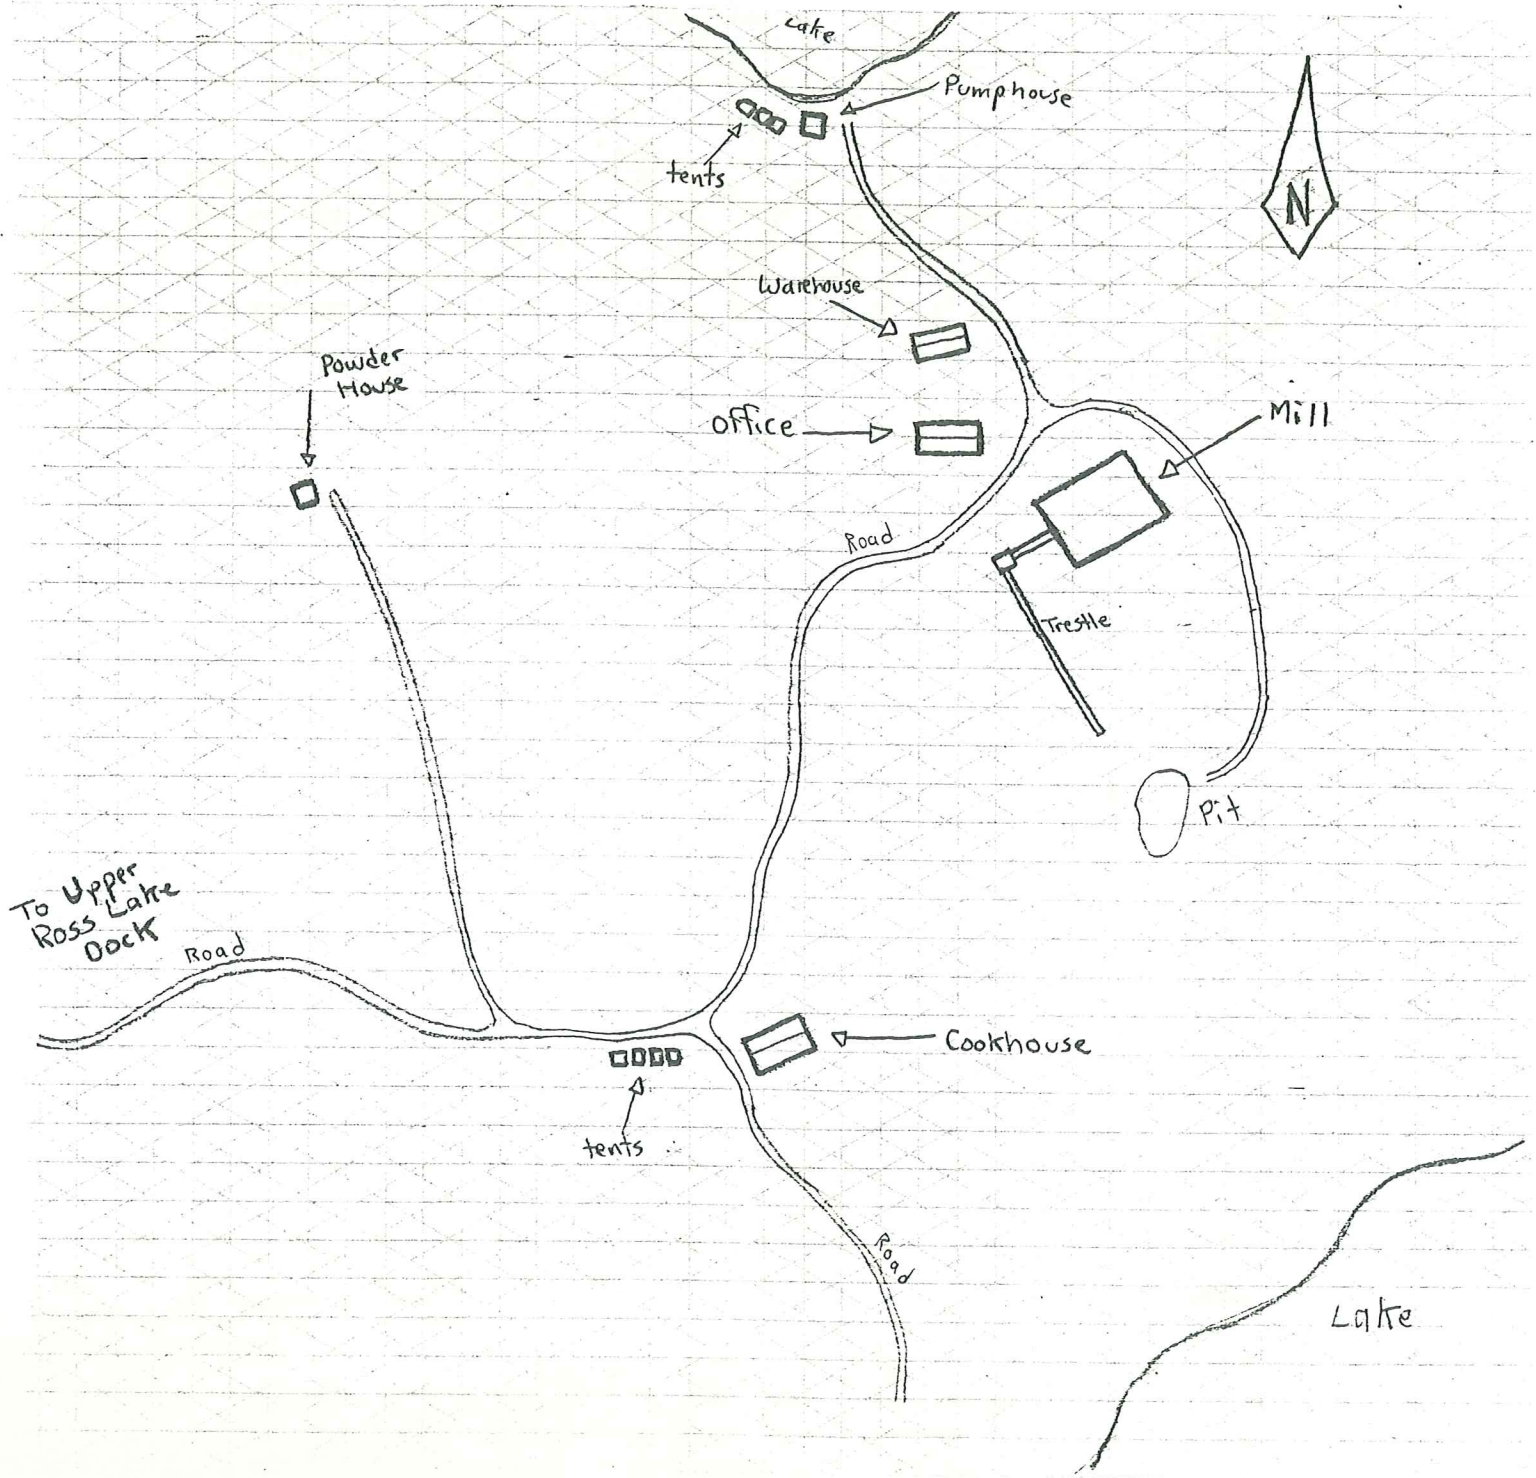 Lake
Pumphouse
tents
N
Warehouse
Powder
House
Office
Mill
Road
Trestle
Pit
To Upper
Ross Lake
Dock
Road
Cookhouse
tents
Road
Lake